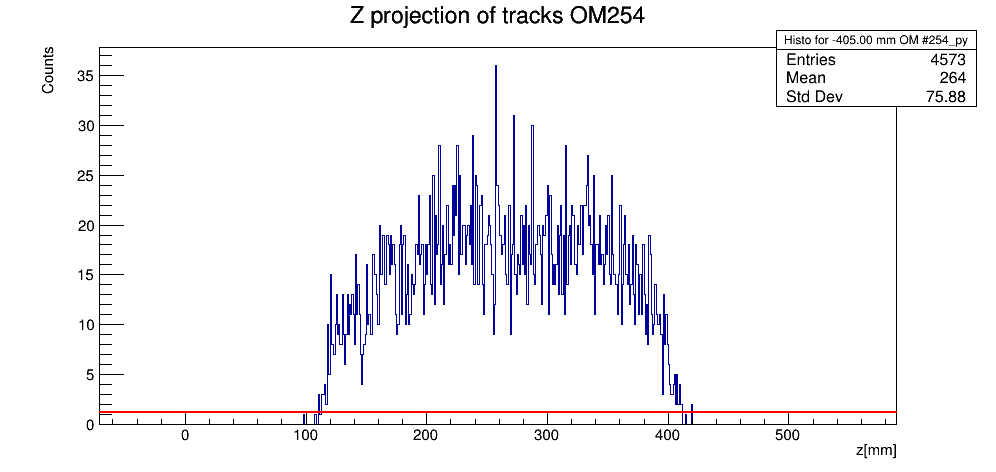 Z projection of tracks OM254
Histo for -405.00 mm OM #254_py
Entries 4573
Mean 264
Std Dev 75.88
Counts
35
30
25
20
15
10
5
0
0 100 200 300 400 500
z[mm]